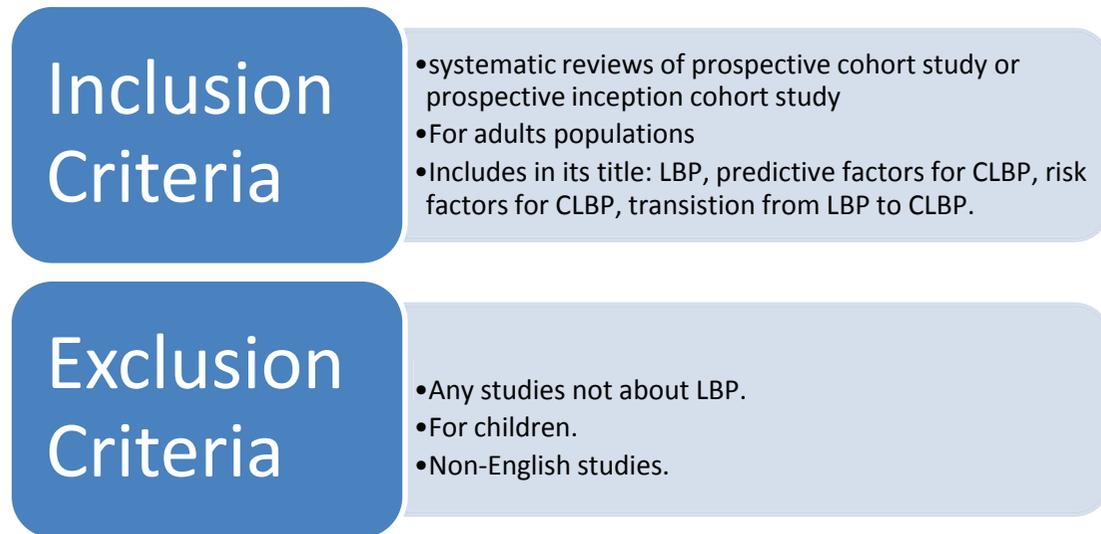 Inclusion
Criteria
•systematic reviews of prospective cohort study or
prospective inception cohort study
•For adults populations
•Includes in its title: LBP, predictive factors for CLBP, risk
factors for CLBP, transistion from LBP to CLBP.
Exclusion
Criteria
•Any studies not about LBP.
•For children.
•Non-English studies.